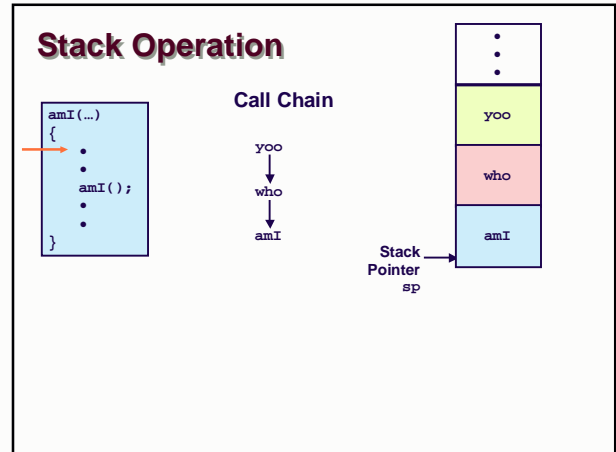 Stack Operation
amI(…)
{
•
•
amI();
•
•
}
Call Chain
yoo
who
amI
•
•
•
yoo
who
amI
Stack
Pointer
sp